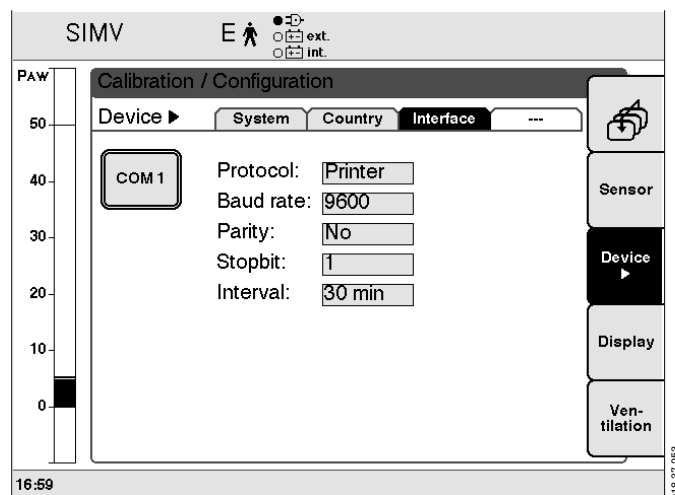 SIMV E ext.
int.
PAW
Calibration / Configuration
Device ▶ System Country Interface ---
50
COM 1
Protocol: Printer
Baud rate: 9600
Parity: No
Stopbit: 1
Interval: 30 min
40
30
20
10
0
Sensor
Device
▶
Display
Ven-
tilation
16:59